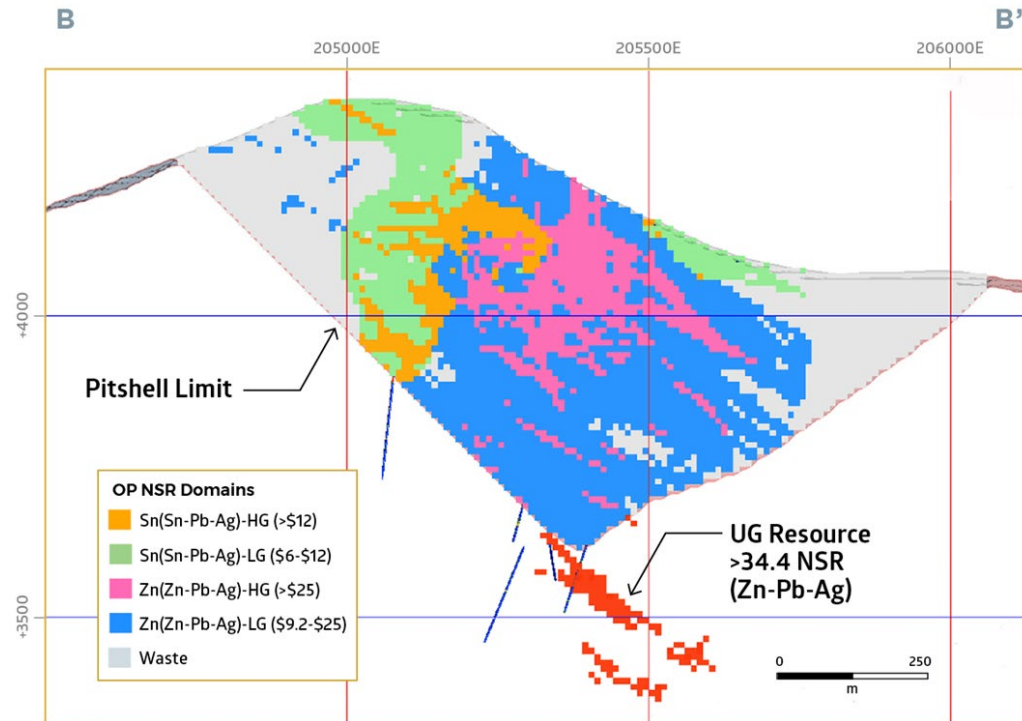 B
B'
205000E
205500E
206000E
+4000
+3500
Pitshell Limit
OP NSR Domains
Sn(Sn-Pb-Ag)-HG (>$12)
Sn(Sn-Pb-Ag)-LG ($6-$12)
Zn(Zn-Pb-Ag)-HG (>$25)
Zn(Zn-Pb-Ag)-LG ($9.2-$25)
Waste
UG Resource
>34.4 NSR
(Zn-Pb-Ag)
0
250
m